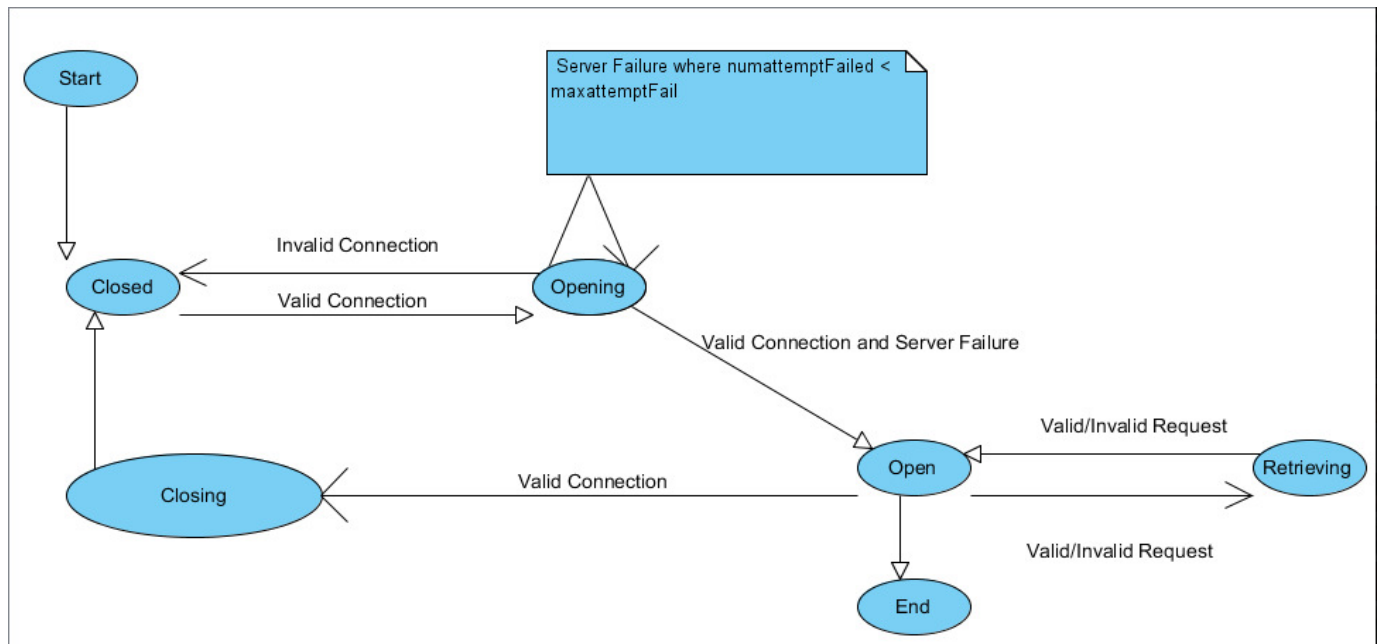 Start
Server Failure where numattemptFailed <
maxattemptFail
Invalid Connection
Closed
Opening
Valid Connection
Valid Connection and Server Failure
Valid/Invalid Request
Open
Retrieving
Closing
Valid Connection
Valid/Invalid Request
End